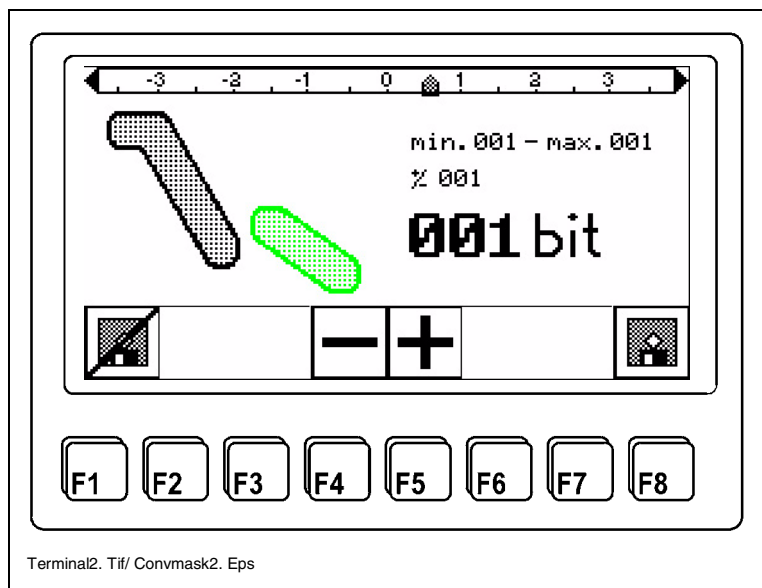 -3 -2 -1 0 1 2 3
min. 001 - max. 001
% 001
001 bit
F1 F2 F3 F4 F5 F6 F7 F8
Terminal2. Tif/ Convmask2. Eps